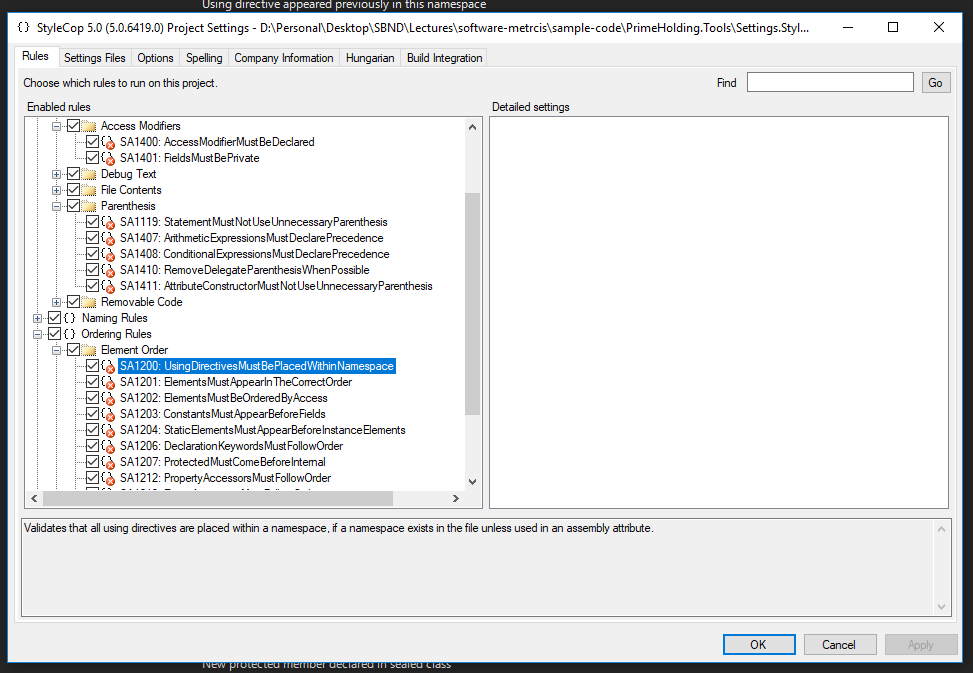 Using directive appeared previously in this namespace
{} StyleCop 5.0 (5.0.6419.0) Project Settings - D:\Personal\Desktop\SBND\Lectures\software-metrcis\sample-code\PrimeHolding.Tools\Settings.Styl...
Rules Settings Files Options Spelling Company Information Hungarian Build Integration
Choose which rules to run on this project. Find Go
Enabled rules Detailed settings
Access Modifiers
SA1400: AccessModifierMustBeDeclared
SA1401: FieldsMustBePrivate
Debug Text
File Contents
Parenthesis
SA1119: StatementMustNotUseUnnecessaryParenthesis
SA1407: ArithmeticExpressionsMustDeclarePrecedence
SA1408: ConditionalExpressionsMustDeclarePrecedence
SA1410: RemoveDelegateParenthesisWhenPossible
SA1411: AttributeConstructorMustNotUseUnnecessaryParenthesis
Removable Code
{} Naming Rules
{} Ordering Rules
Element Order
SA1200: UsingDirectivesMustBePlacedWithinNamespace
SA1201: ElementsMustAppearInTheCorrectOrder
SA1202: ElementsMustBeOrderedByAccess
SA1203: ConstantsMustAppearBeforeFields
SA1204: StaticElementsMustAppearBeforeInstanceElements
SA1206: DeclarationKeywordsMustFollowOrder
SA1207: ProtectedMustComeBeforeInternal
SA1212: PropertyAccessorsMustFollowOrder
Validates that all using directives are placed within a namespace, if a namespace exists in the file unless used in an assembly attribute.
OK Cancel Apply
New protected member declared in sealed class